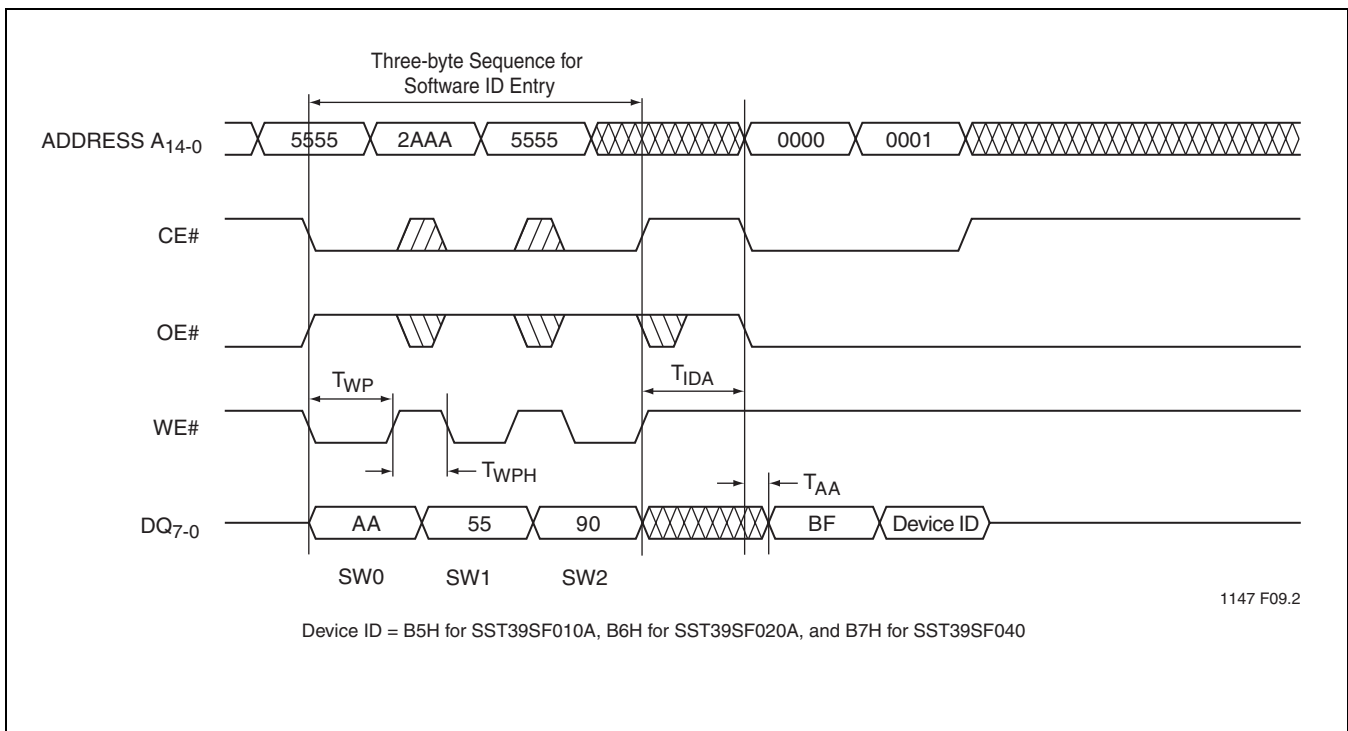 Three-byte Sequence for
Software ID Entry
ADDRESS A14-0
5555
2AAA
5555
0000
0001
CE#
OE#
TWP
TIDA
WE#
TWPH
TAA
DQ7-0
AA
55
90
BF
Device ID
SW0
SW1
SW2
1147 F09.2
Device ID = B5H for SST39SF010A, B6H for SST39SF020A, and B7H for SST39SF040